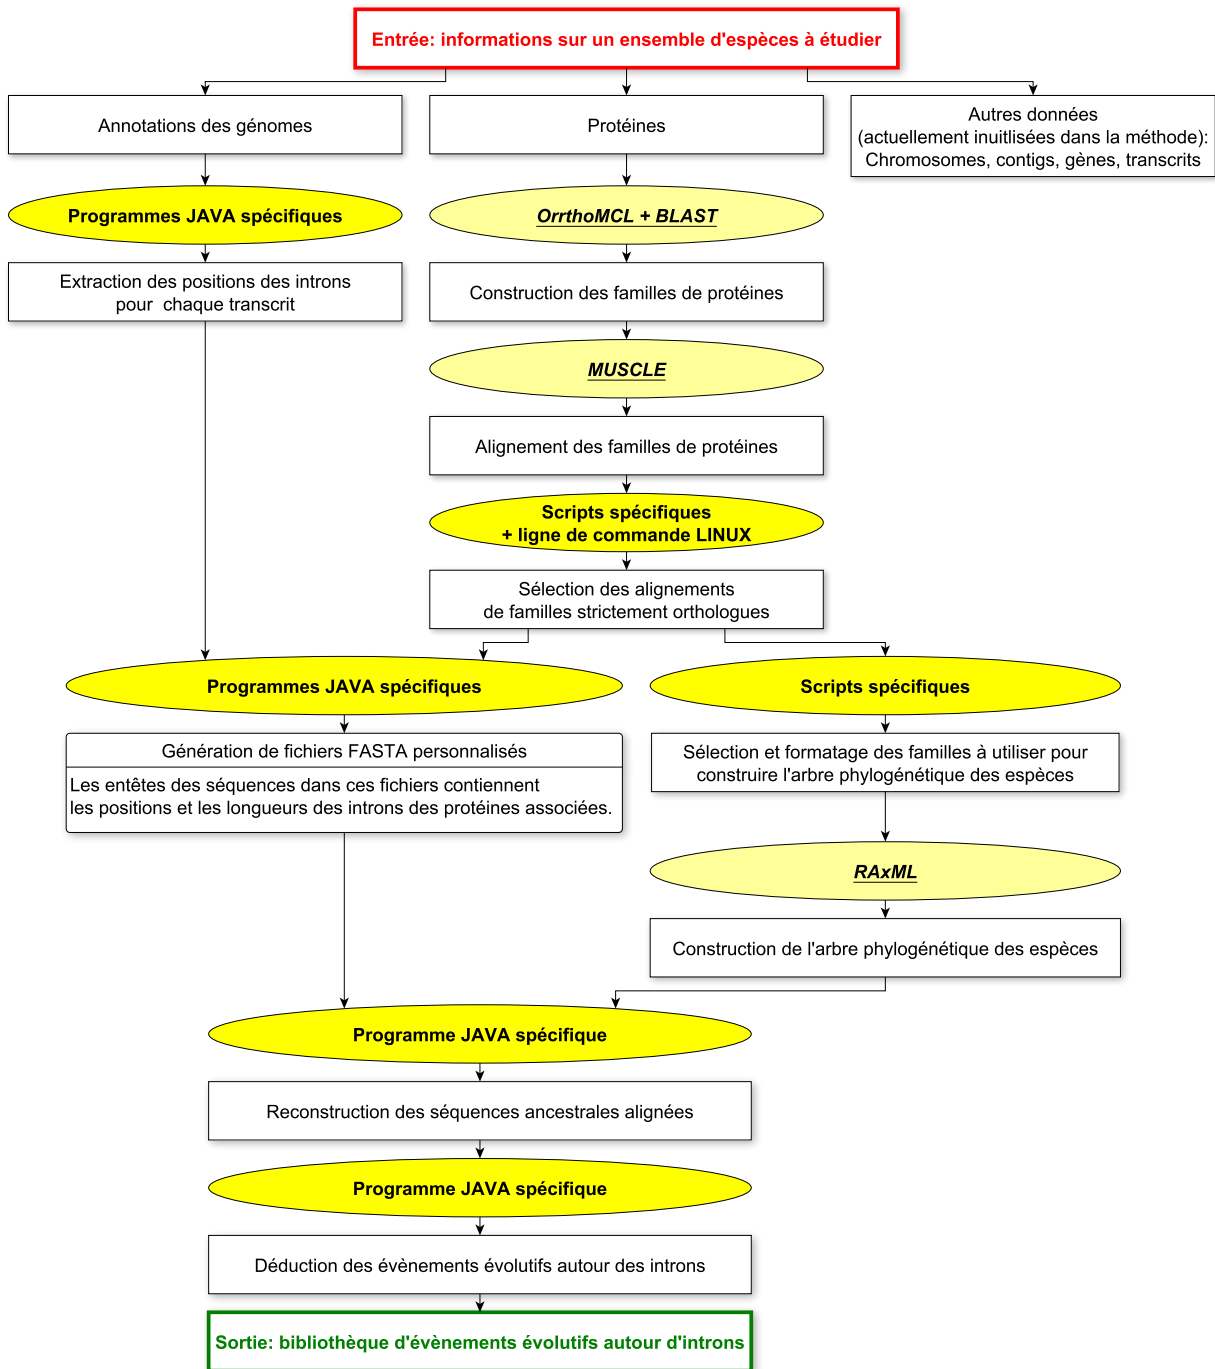 Entrée: informations sur un ensemble d'espèces à étudier
Annotations des génomes
Protéines
Autres données
(actuellement inuitlisées dans la méthode):
Chromosomes, contigs, gènes, transcrits
Programmes JAVA spécifiques
OrrthoMCL + BLAST
Extraction des positions des introns
pour  chaque transcrit
Construction des familles de protéines
MUSCLE
Alignement des familles de protéines
Scripts spécifiques
+ ligne de commande LINUX
Sélection des alignements
de familles strictement orthologues
Programmes JAVA spécifiques
Scripts spécifiques
Génération de fichiers FASTA personnalisés
Les entêtes des séquences dans ces fichiers contiennent
les positions et les longueurs des introns des protéines associées.
Sélection et formatage des familles à utiliser pour
construire l'arbre phylogénétique des espèces
RAxML
Construction de l'arbre phylogénétique des espèces
Programme JAVA spécifique
Reconstruction des séquences ancestrales alignées
Programme JAVA spécifique
Déduction des évènements évolutifs autour des introns
Sortie: bibliothèque d'évènements évolutifs autour d'introns